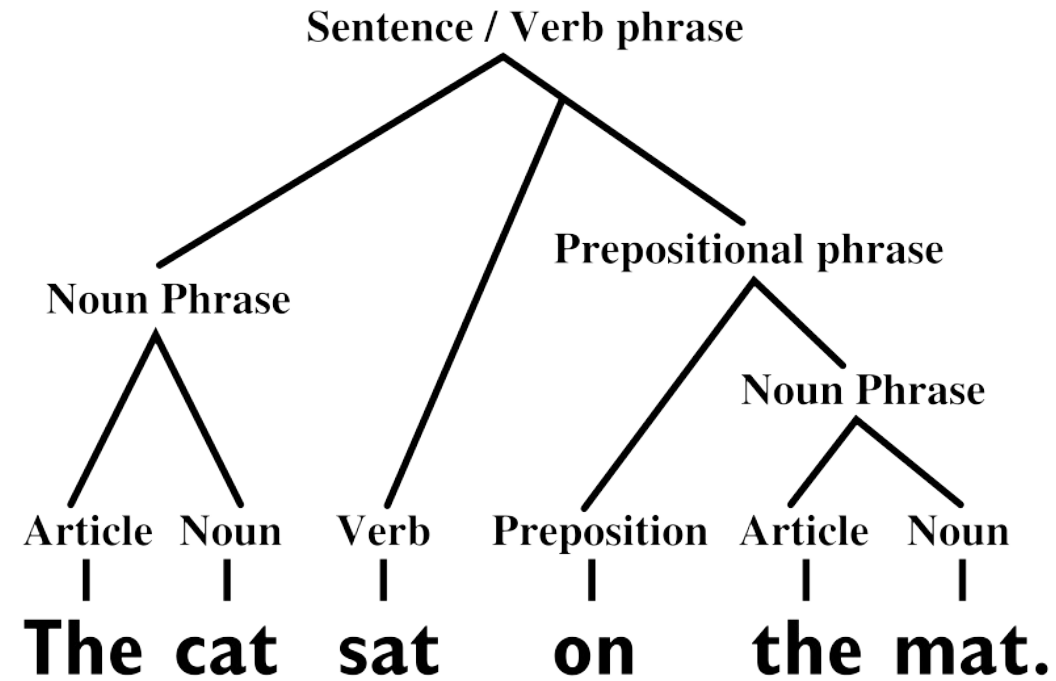 Sentence / Verb phrase
Prepositional phrase
Noun Phrase
Noun Phrase
Article Noun Verb Preposition Article Noun
The cat sat on the mat.